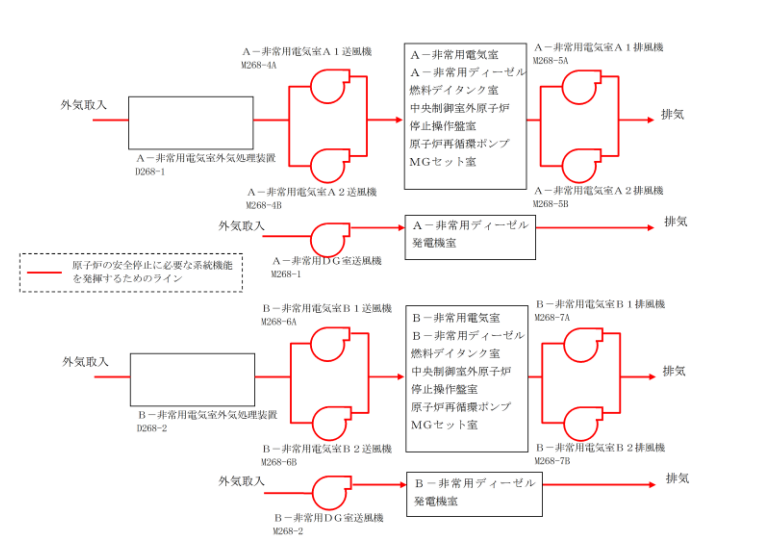 A－非常用電気室A1送風機
M268-4A
外気取入
A－非常用電気室外気処理装置
D268-1
A－非常用電気室A2送風機
M268-4B
A－非常用電気室
A－非常用ディーゼル
燃料デイタンク室
中央制御室外原子炉
停止操作盤室
原子炉再循環ポンプ
MGセット室
A－非常用電気室A1排風機
M268-5A
排気
A－非常用電気室A2排風機
M268-5B
外気取入
A－非常用DG室送風機
M268-1
A－非常用ディーゼル
発電機室
排気
原子炉の安全停止に必要な系統機能
を発揮するためのライン
B－非常用電気室B1送風機
M268-6A
外気取入
B－非常用電気室外気処理装置
D268-2
B－非常用電気室B2送風機
M268-6B
B－非常用電気室
B－非常用ディーゼル
燃料デイタンク室
中央制御室外原子炉
停止操作盤室
原子炉再循環ポンプ
MGセット室
B－非常用電気室B1排風機
M268-7A
排気
B－非常用電気室B2排風機
M268-7B
外気取入
B－非常用DG室送風機
M268-2
B－非常用ディーゼル
発電機室
排気